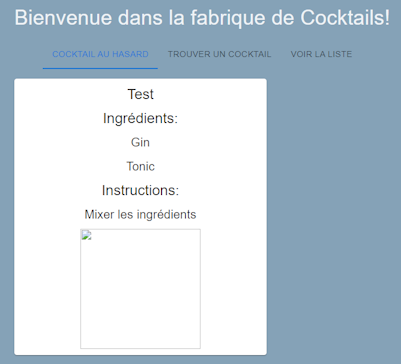 Bienvenue dans la fabrique de Cocktails!
COCKTAIL AU HASARD TROUVER UN COCKTAIL VOIR LA LISTE
Test
Ingrédients:
Gin
Tonic
Instructions:
Mixer les ingrédients